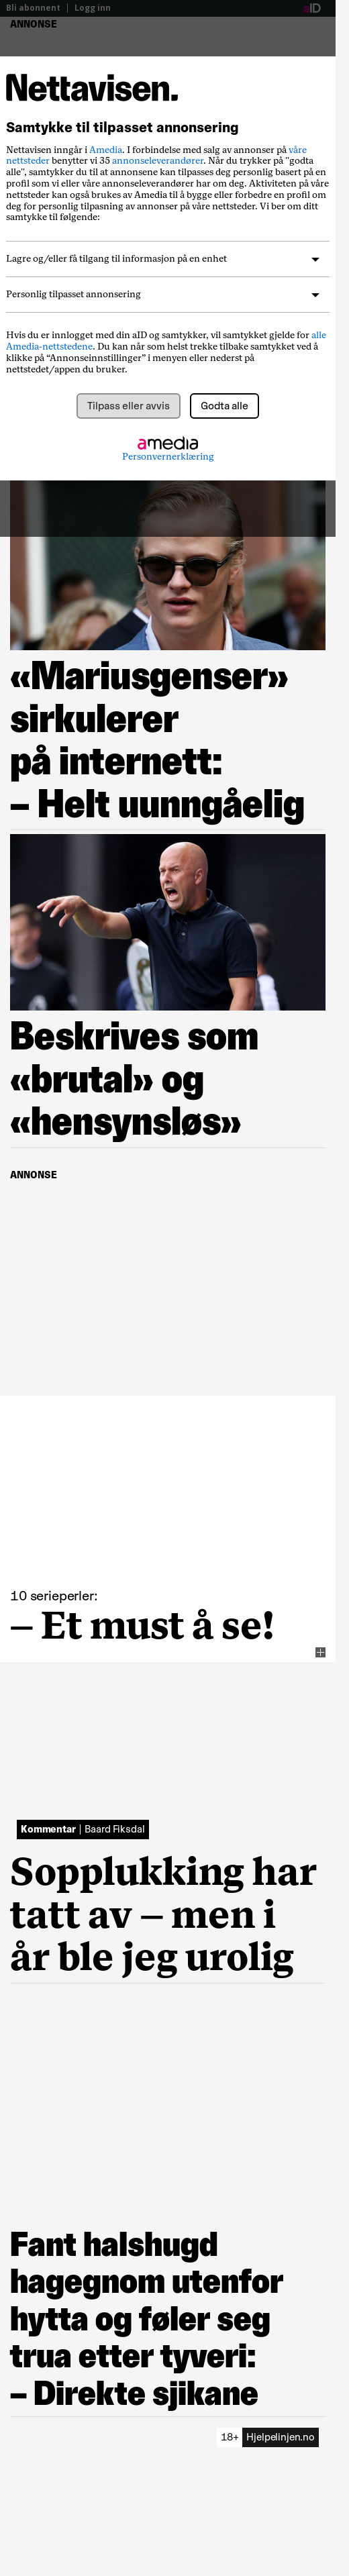 Bli abonnent | Logg inn
aID
ANNONSE
Nettavisen.
Samtykke til tilpasset annonsering
Nettavisen inngår i Amedia. I forbindelse med salg av annonser på våre
nettsteder benytter vi 35 annonseleverandører. Når du trykker på "godta
alle", samtykker du til at annonsene kan tilpasses deg personlig basert på en
profil som vi eller våre annonseleverandører har om deg. Aktiviteten på våre
nettsteder kan også brukes av Amedia til å bygge eller forbedre en profil om
deg for personlig tilpasning av annonser på våre nettsteder. Vi ber om ditt
samtykke til følgende:
Lagre og/eller få tilgang til informasjon på en enhet
Personlig tilpasset annonsering
Hvis du er innlogget med din aID og samtykker, vil samtykket gjelde for alle
Amedia-nettstedene. Du kan når som helst trekke tilbake samtykket ved å
klikke på “Annonseinnstillinger” i menyen eller nederst på
nettstedet/appen du bruker.
Tilpass eller avvis
Godta alle
amedia
Personvernerklæring
«Mariusgenser»
sirkulerer
på internett:
– Helt uunngåelig
Beskrives som
«brutal» og
«hensynsløs»
ANNONSE
10 serieperler:
– Et must å se!
Kommentar | Baard Fiksdal
Sopplukking har
tatt av – men i
år ble jeg urolig
Fant halshugd
hagegnom utenfor
hytta og føler seg
trua etter tyveri:
– Direkte sjikane
18+ Hjelpelinjen.no